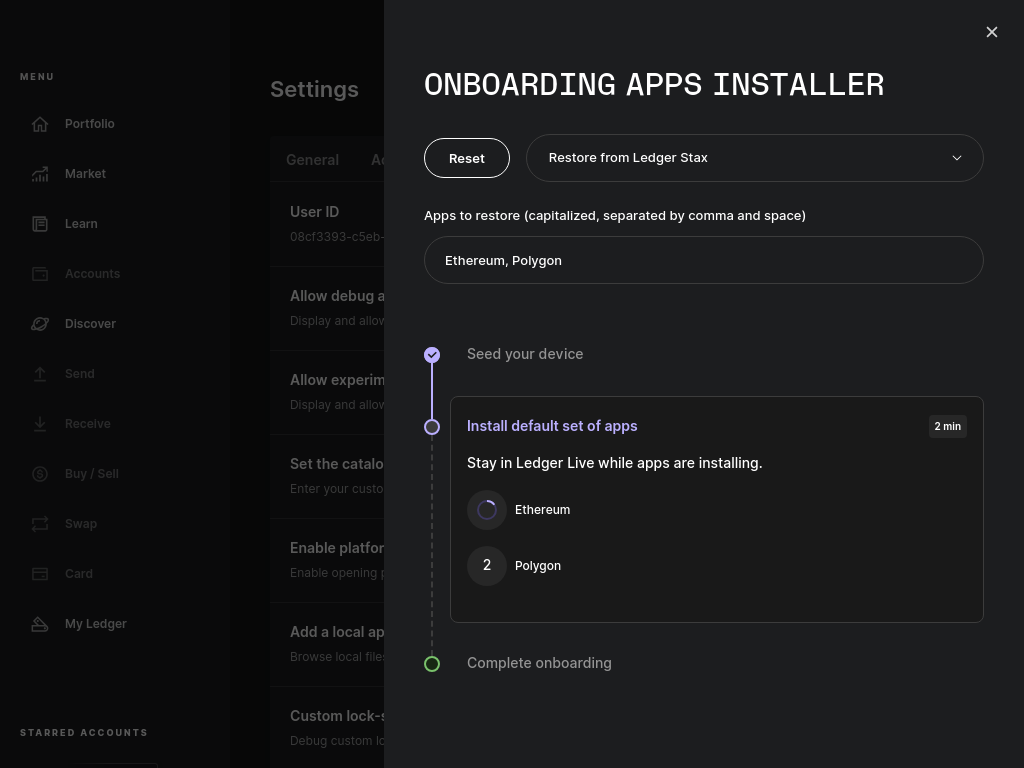 MENU
Portfolio
Market
Learn
Accounts
Discover
Send
Receive
Buy / Sell
Swap
Card
My Ledger
STARRED ACCOUNTS
Settings
General
User ID
08cf3393-c5eb-
Allow debug a
Display and allow
Allow experim
Display and allow
Set the catalo
Enter your custo
Enable platfor
Enable opening p
Add a local ap
Browse local files
Custom lock-s
Debug custom lo
ONBOARDING APPS INSTALLER
Reset
Restore from Ledger Stax
Apps to restore (capitalized, separated by comma and space)
Ethereum, Polygon
Seed your device
Install default set of apps
2 min
Stay in Ledger Live while apps are installing.
Ethereum
2
Polygon
Complete onboarding